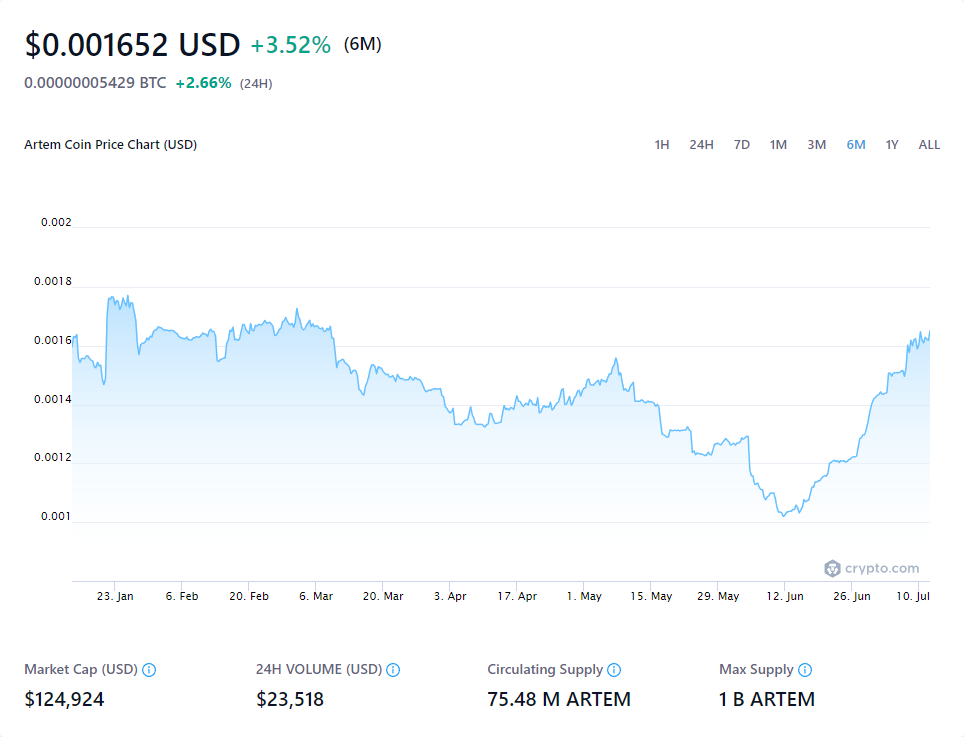 $0.001652 USD +3.52% (6M)
0.00000005429 BTC +2.66% (24H)
Artem Coin Price Chart (USD)
1H 24H 7D 1M 3M 6M 1Y ALL
0.002
0.0018
0.0016
0.0014
0.0012
0.001
crypto.com
23. Jan 6. Feb 20. Feb 6. Mar 20. Mar 3. Apr 17. Apr 1. May 15. May 29. May 12. Jun 26. Jun 10. Jul
Market Cap (USD) 24H VOLUME (USD) Circulating Supply Max Supply
$124,924 $23,518 75.48 M ARTEM 1 B ARTEM